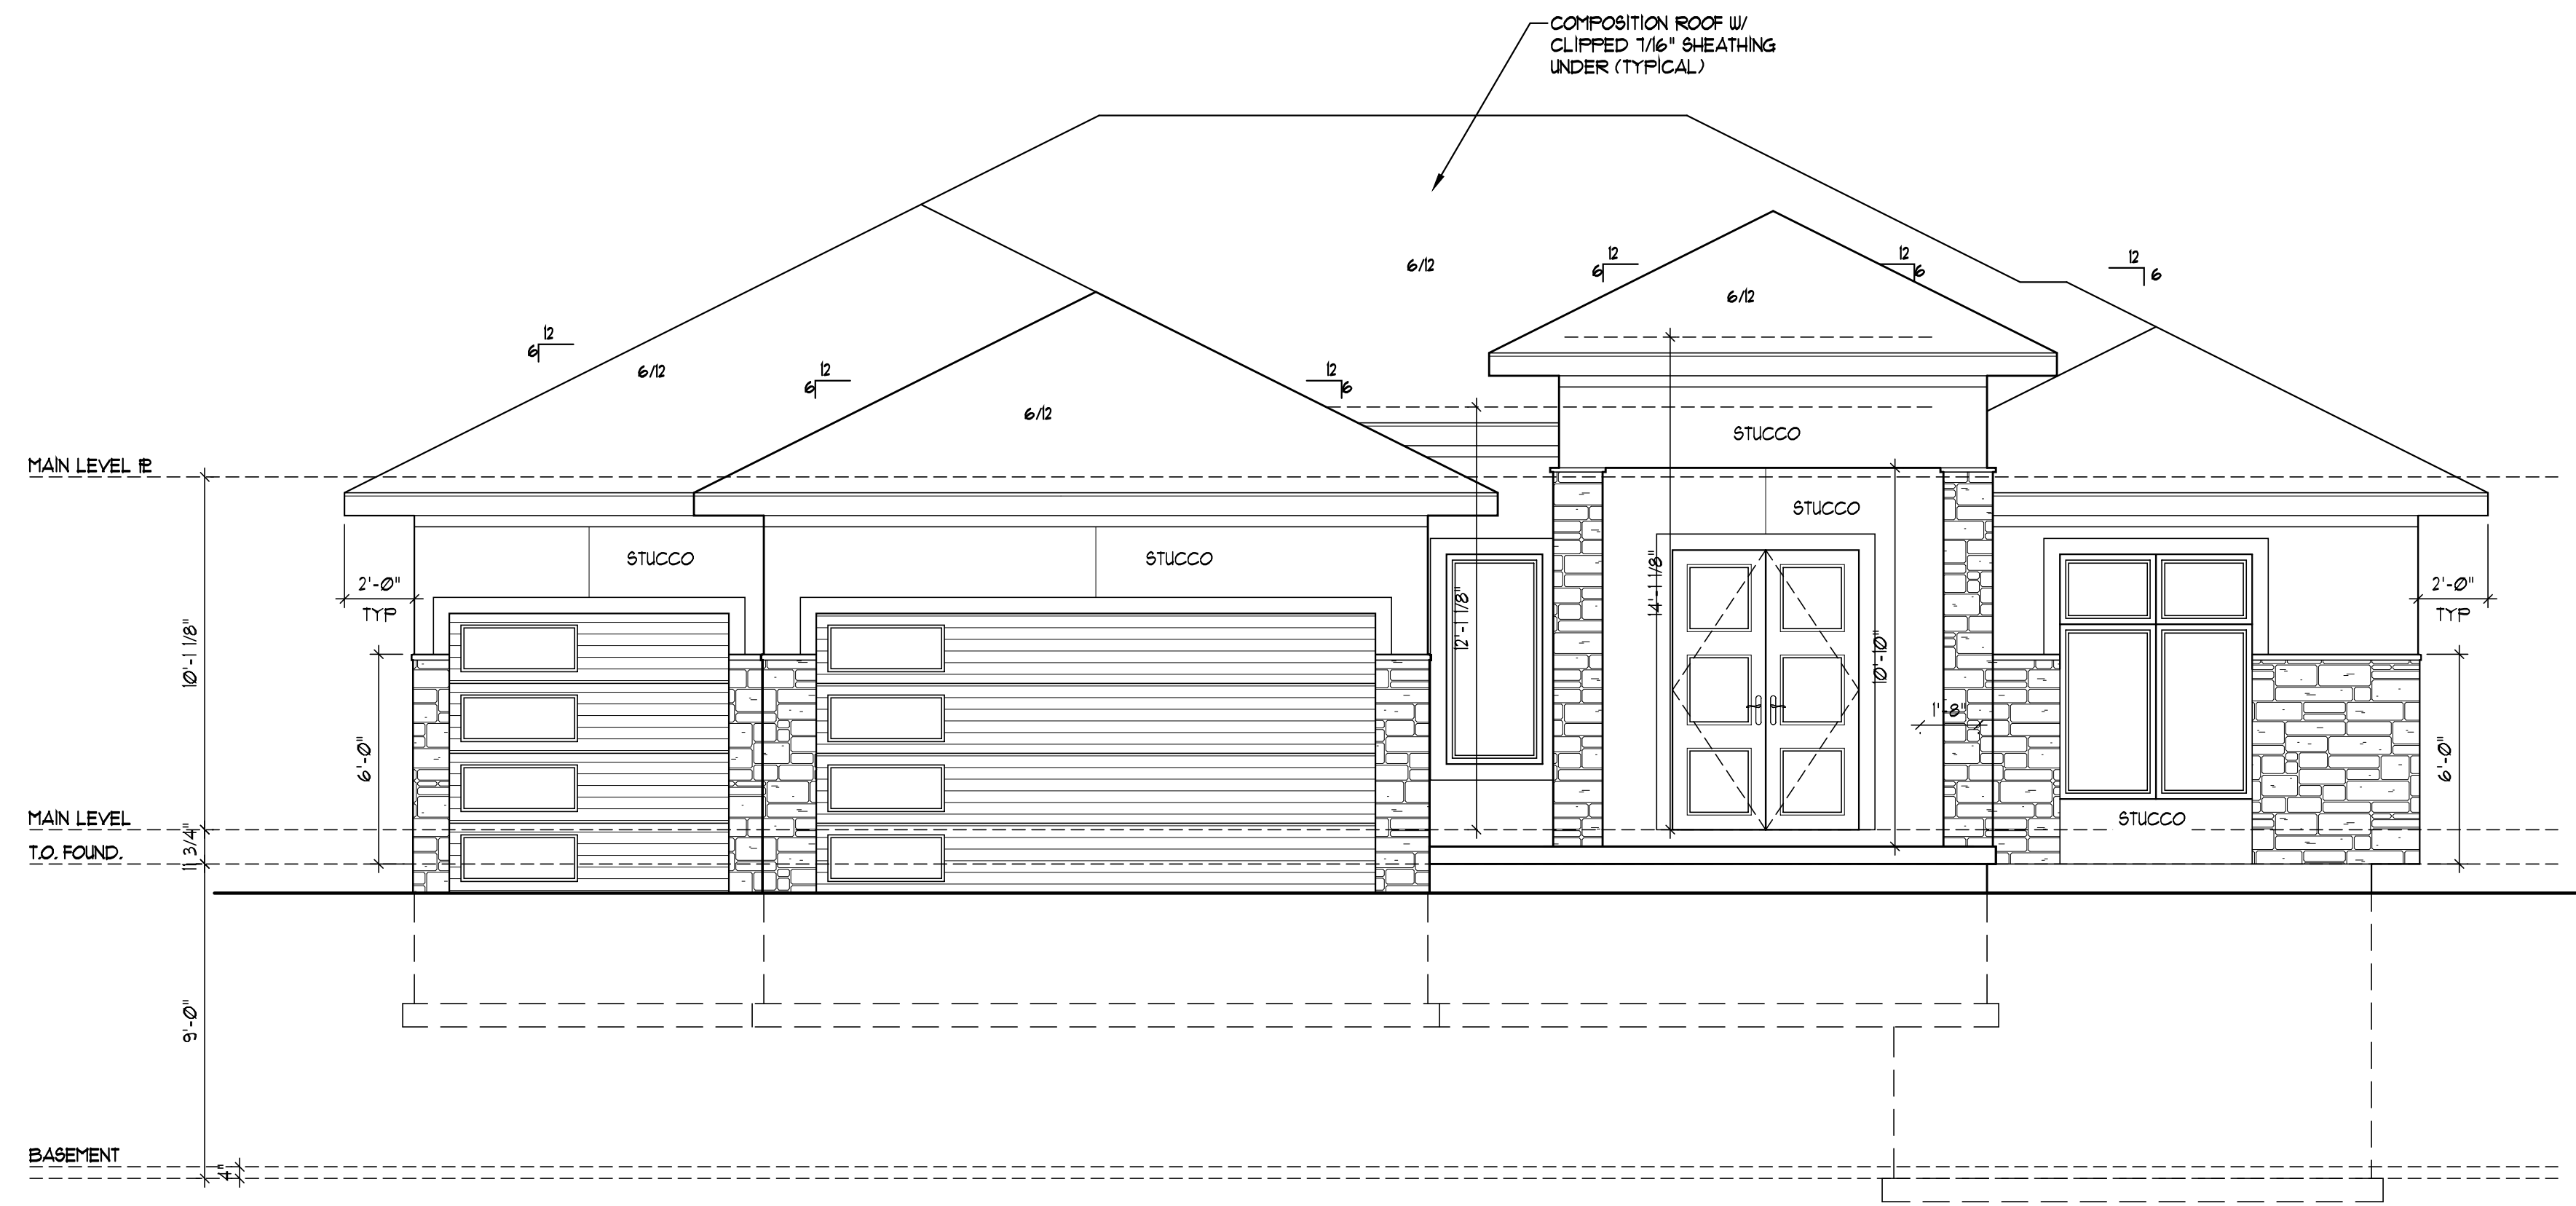 COMPOSITION ROOF W/
CLIPPED 7/16" SHEATHING
UNDER (TYPICAL)
12
6
12
6
12
6
6/12
6/12
12
6
6/12
12
6
12
6
6/12
STUCCO
MAIN LEVEL PL
STUCCO
STUCCO
STUCCO
2'-0"
TYP
2'-0"
TYP
10'-1 1/8"
12'-1 1/8"
14'-1 1/8"
10'-10"
1'-8"
6'-0"
6'-0"
MAIN LEVEL
STUCCO
11 3/4"
T.O. FOUND.
9'-0"
BASEMENT
4"